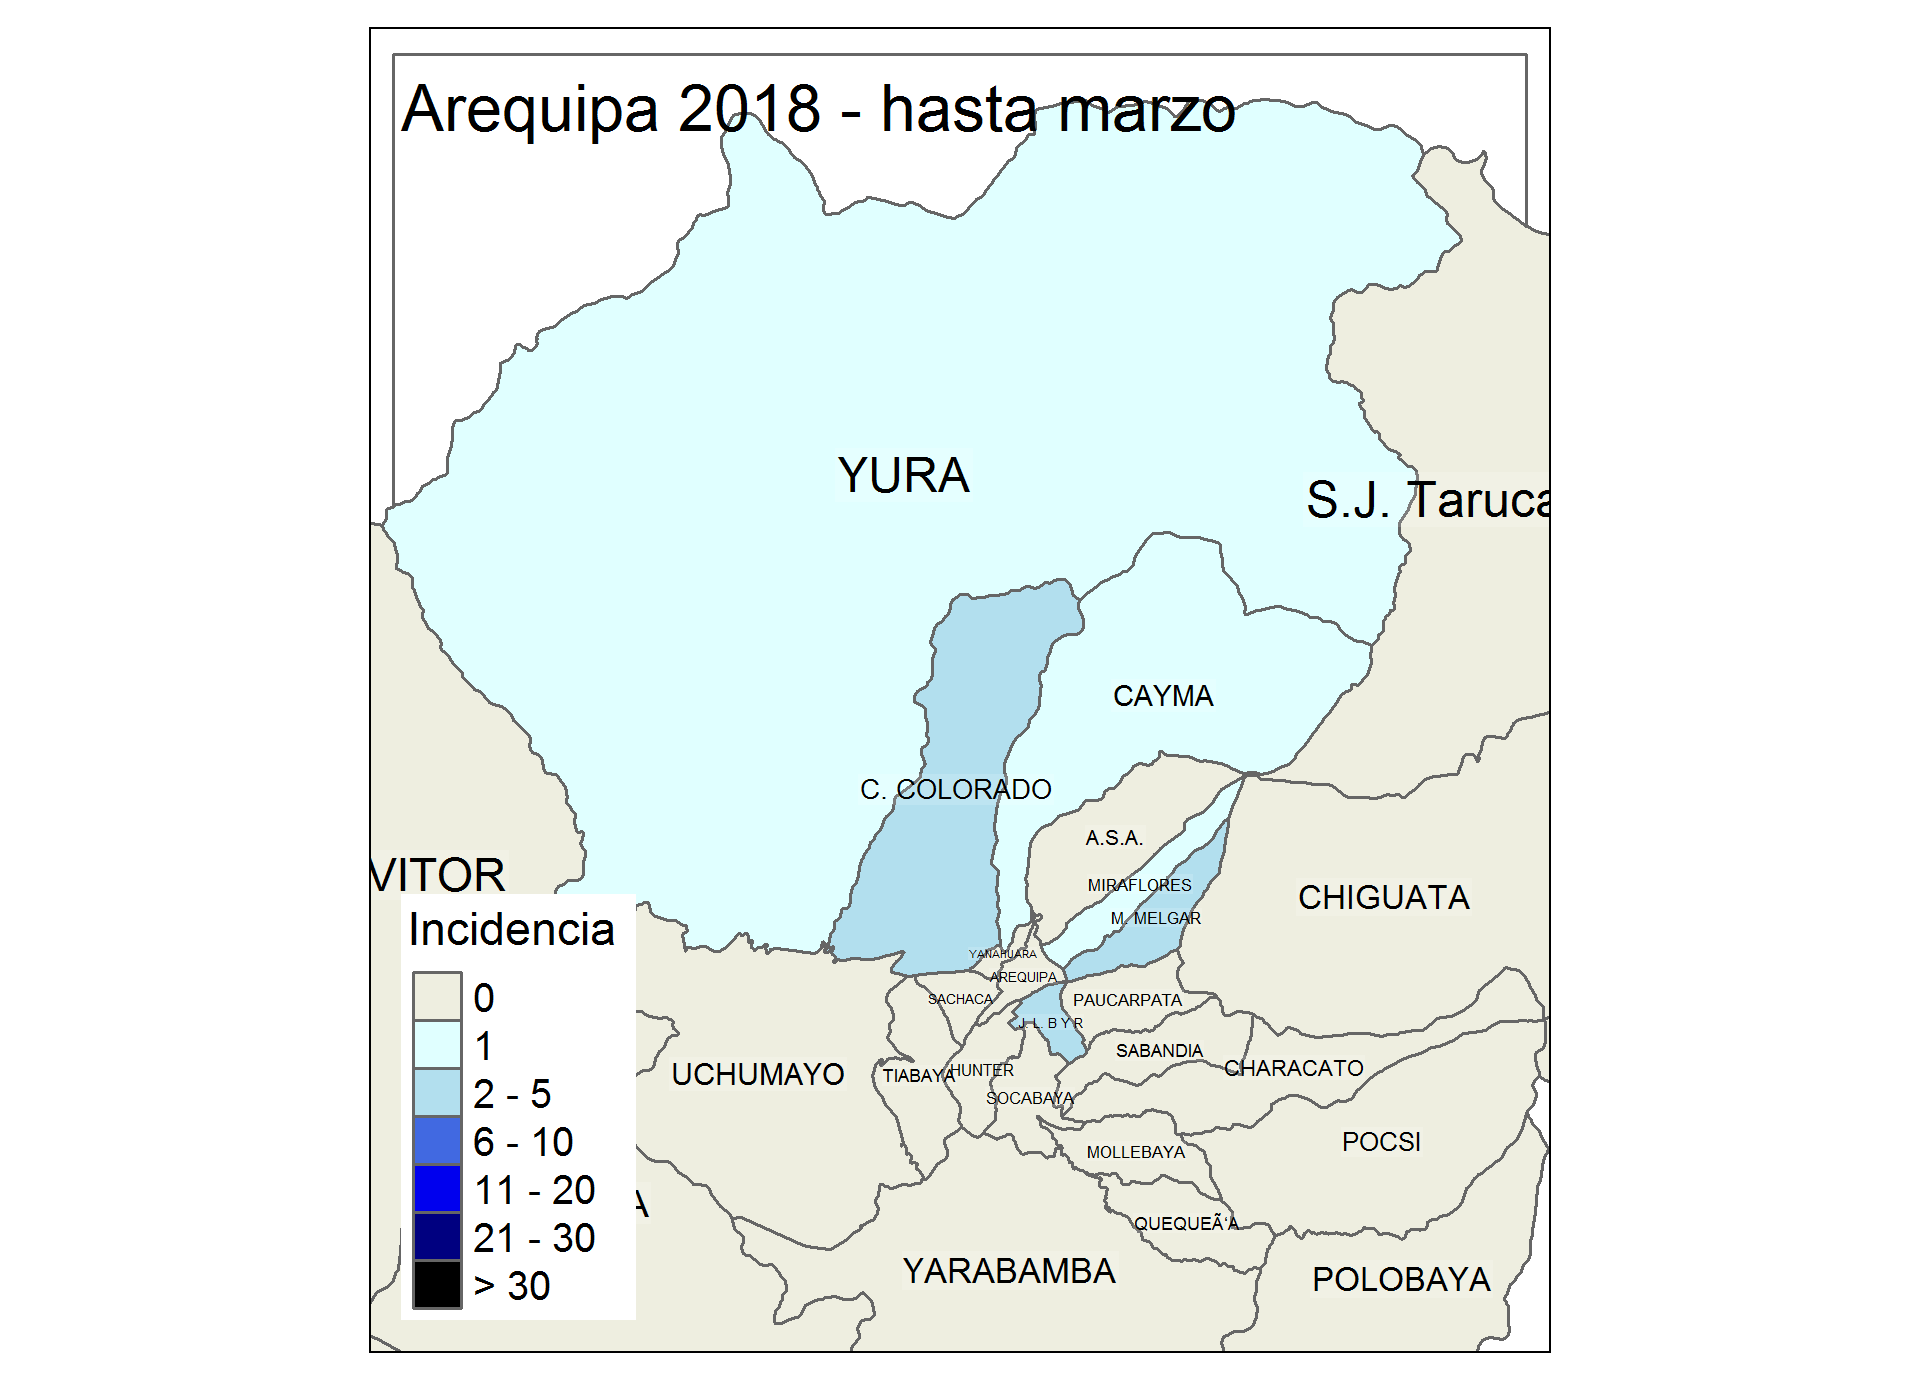 Arequipa 2018 - hasta marzo
YURA
S.J. Taruca
CAYMA
C. COLORADO
A.S.A.
VITOR
MIRAFLORES
CHIGUATA
M. MELGAR
Incidencia
YANAHUARA
AREQUIPA
SACHACA
PAUCARPATA
J. L. B Y R
0
1
2 - 5
6 - 10
11 - 20
21 - 30
> 30
SABANDIA
CHARACATO
UCHUMAYO
TIABAYA
HUNTER
SOCABAYA
POCSI
MOLLEBAYA
A
QUEQUEÃ‘A
YARABAMBA
POLOBAYA